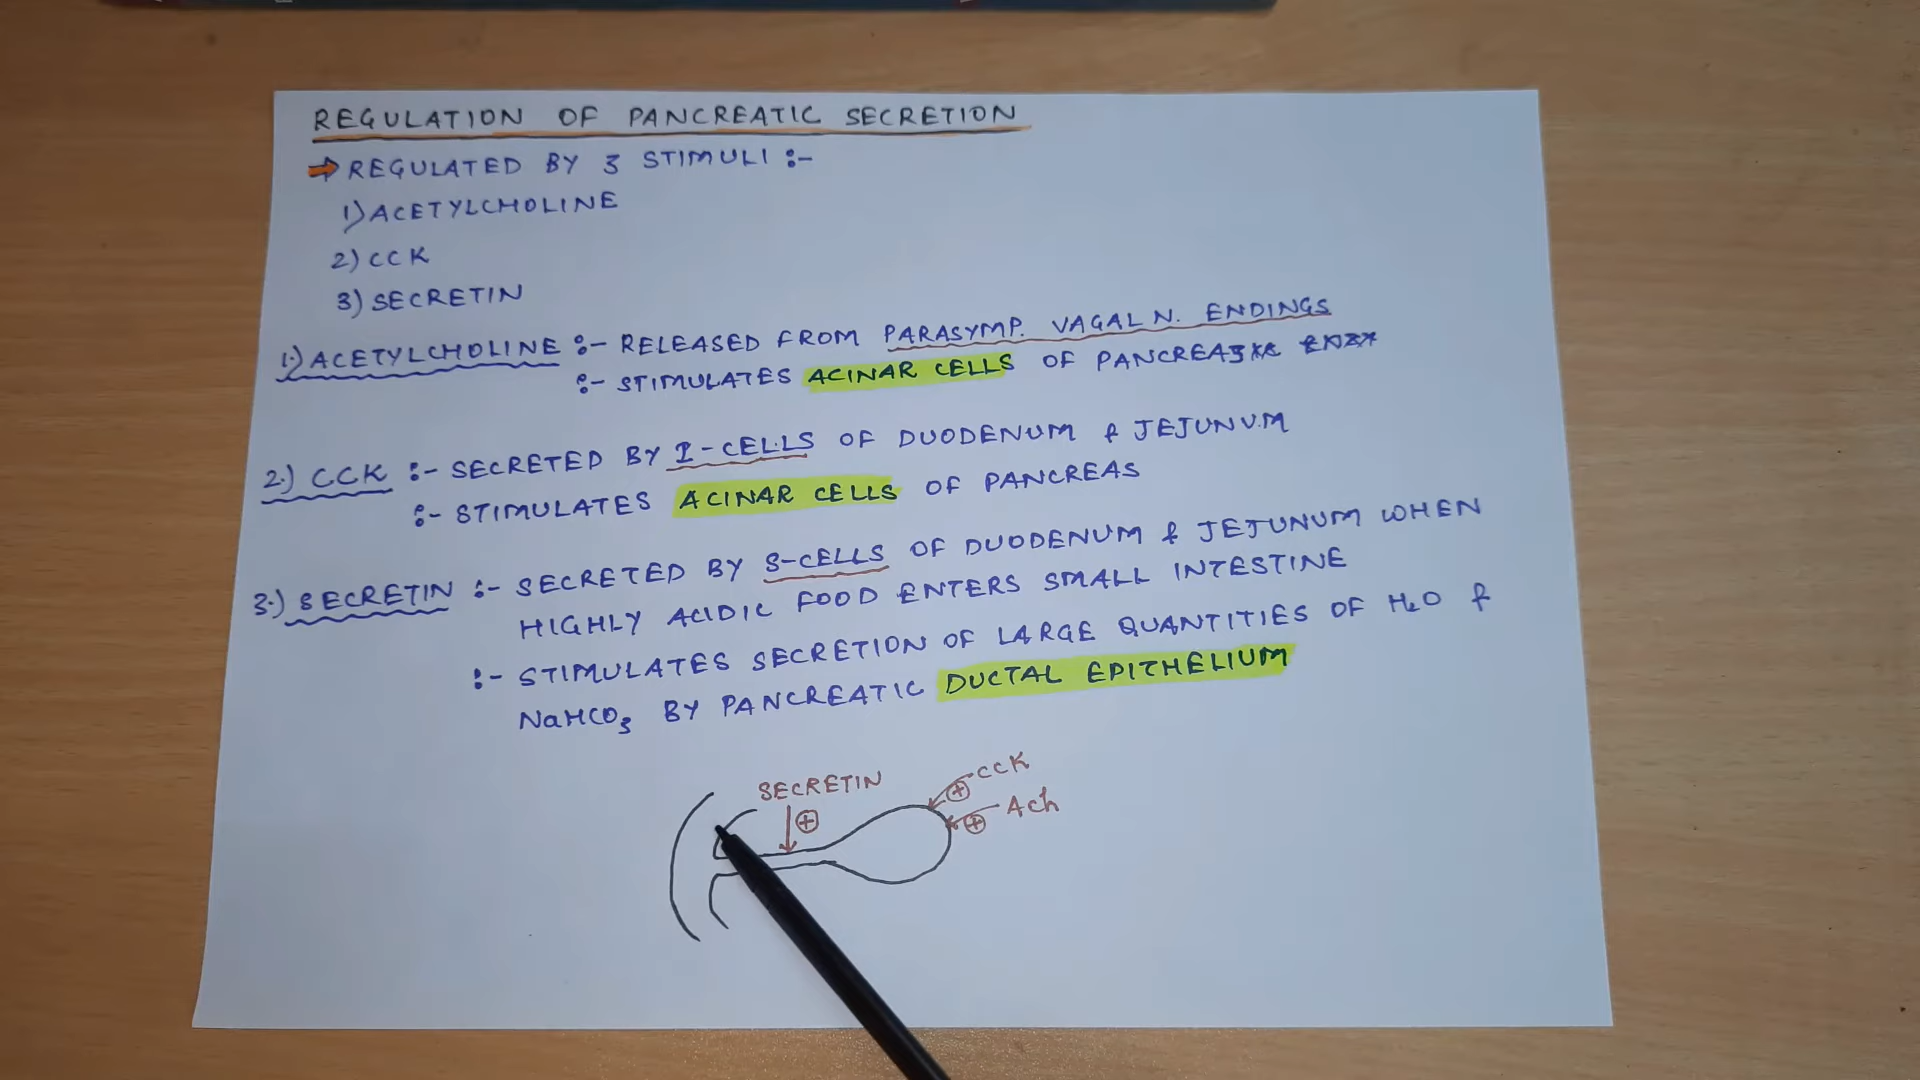 REGULATION OF PANCREATIC SECRETION
⇒ REGULATED BY 3 STIMULI :-
1) ACETYLCHOLINE
2) CCK
3) SECRETIN
1.) ACETYLCHOLINE :- RELEASED FROM PARASYMP. VAGAL N. ENDINGS
:- STIMULATES ACINAR CELLS OF PANCREAS
2.) CCK :- SECRETED BY I-CELLS OF DUODENUM & JEJUNUM
:- STIMULATES ACINAR CELLS OF PANCREAS
3.) SECRETIN :- SECRETED BY S-CELLS OF DUODENUM & JEJUNUM WHEN
HIGHLY ACIDIC FOOD ENTERS SMALL INTESTINE
:- STIMULATES SECRETION OF LARGE QUANTITIES OF H₂O &
NaHCO₃ BY PANCREATIC DUCTAL EPITHELIUM
SECRETIN
+
CCK
+
Ach
+